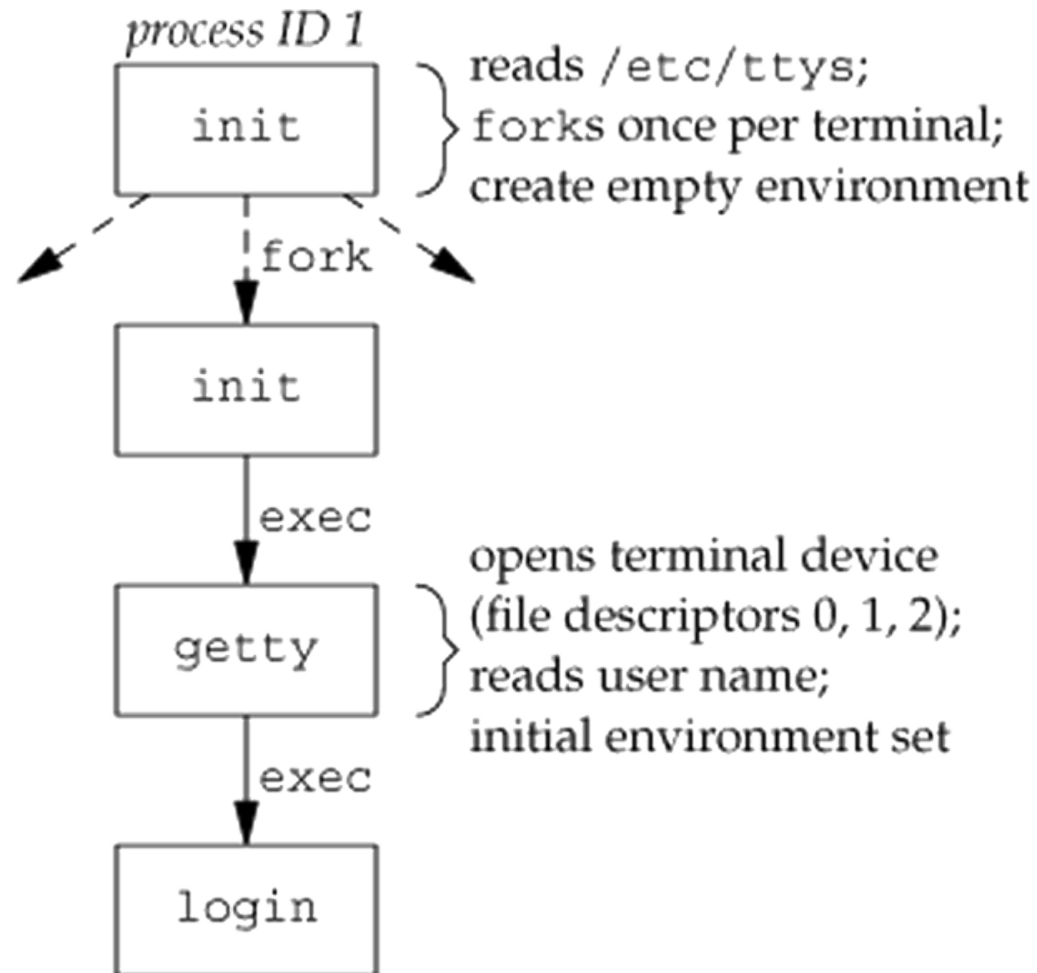 process ID 1
init
reads /etc/ttys;
forks once per terminal;
create empty environment
fork
init
exec
getty
opens terminal device
(file descriptors 0, 1, 2);
reads user name;
initial environment set
exec
login